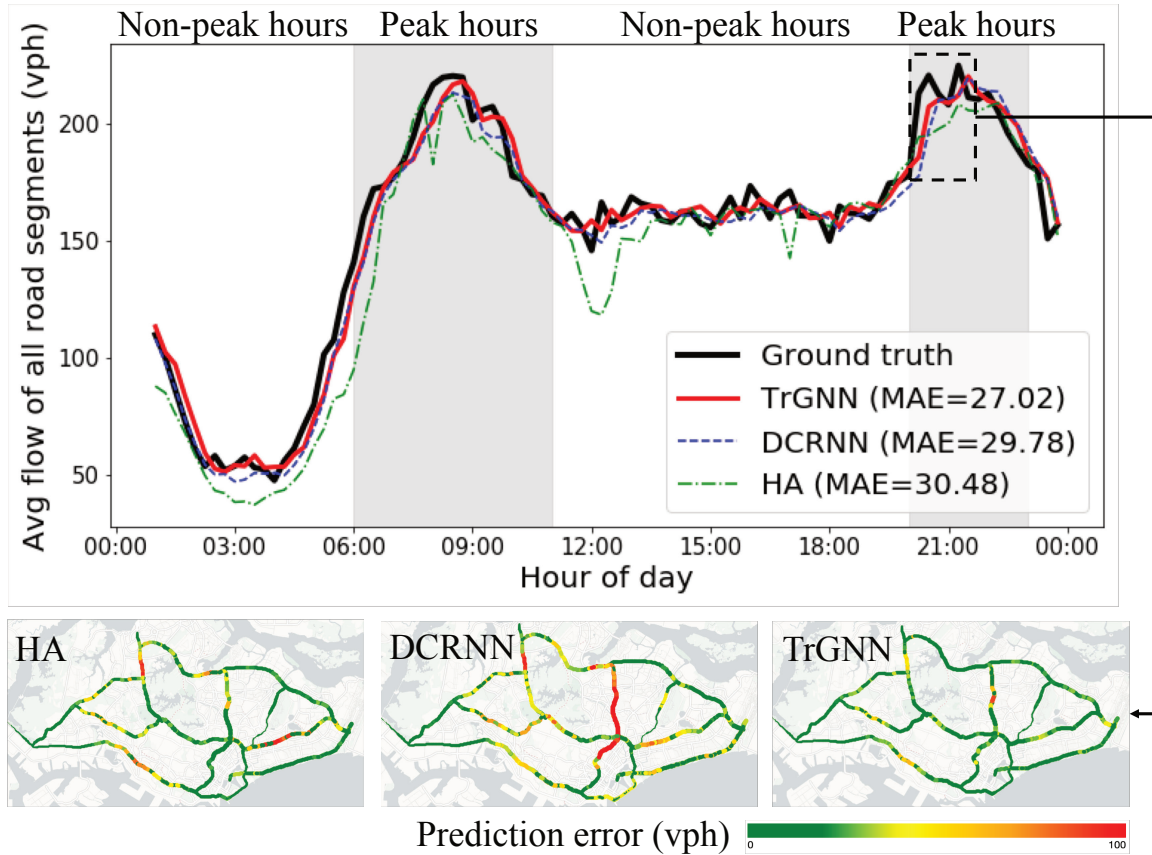 Non-peak hours Peak hours Non-peak hours Peak hours
Avg flow of all road segments (vph)
200
150
100
50
Ground truth
TrGNN (MAE=27.02)
DCRNN (MAE=29.78)
HA (MAE=30.48)
00:00 03:00 06:00 09:00 12:00 15:00 18:00 21:00 00:00
Hour of day
HA DCRNN TrGNN
Prediction error (vph)
0 100